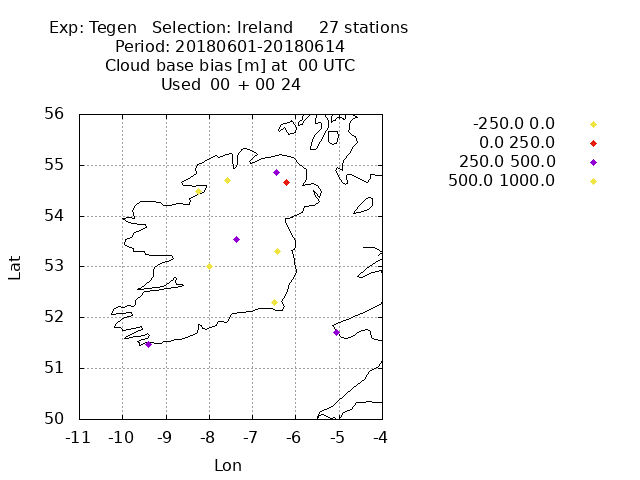 Exp: Tegen   Selection: Ireland     27 stations
Period: 20180601-20180614
Cloud base bias [m] at  00 UTC
Used  00 + 00 24
-250.0 0.0
0.0 250.0
250.0 500.0
500.0 1000.0
56
55
54
53
52
51
50
Lat
-11 -10 -9 -8 -7 -6 -5 -4
Lon